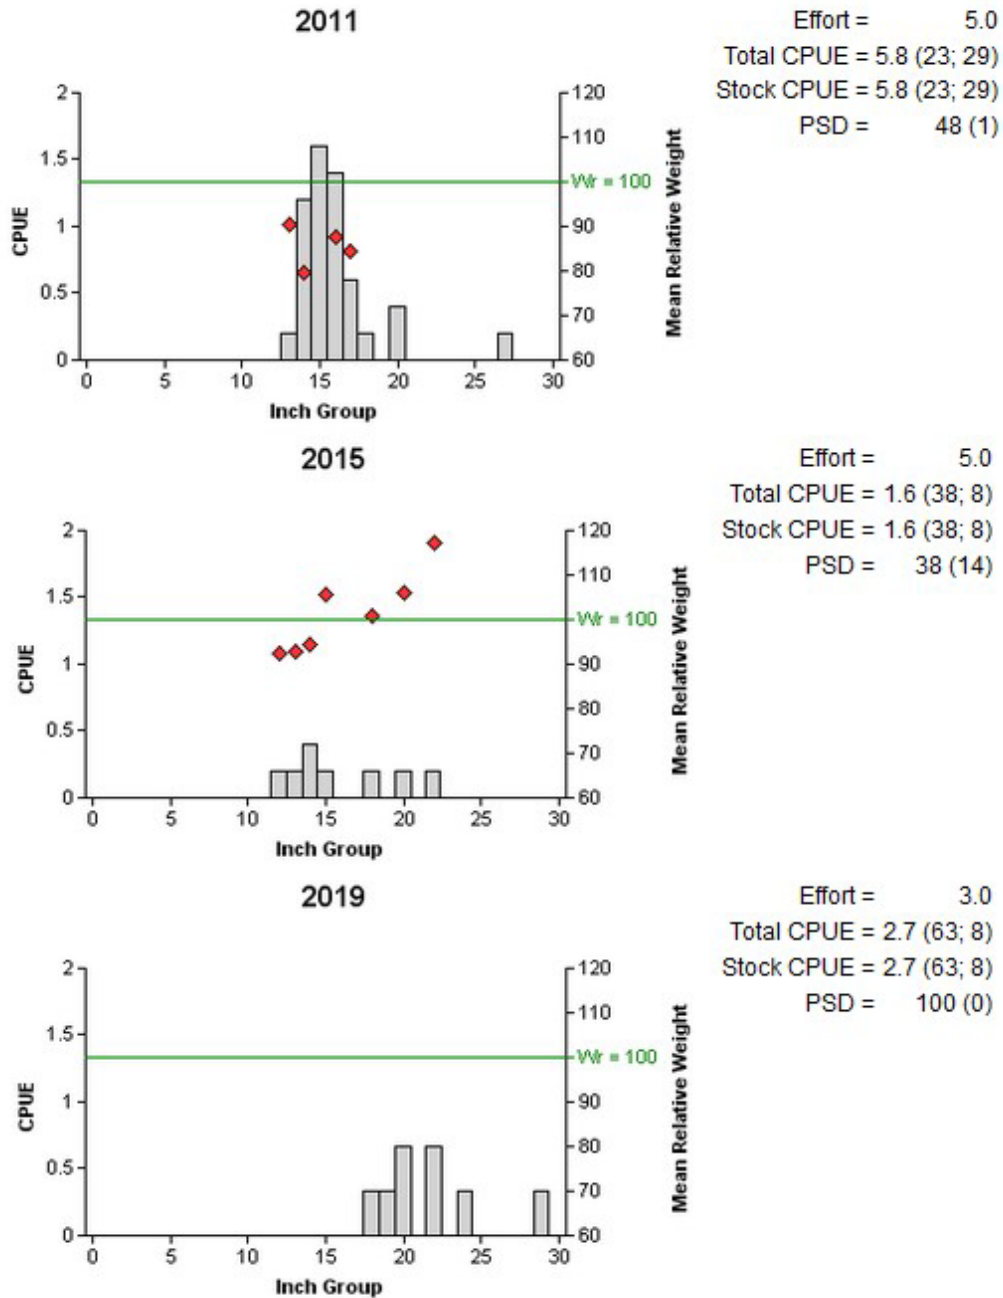 2011
Effort = 5.0
Total CPUE = 5.8 (23; 29)
Stock CPUE = 5.8 (23; 29)
PSD = 48 (1)
2
1.5
1
0.5
0
CPUE
120
110
Wr = 100
90
80
70
60
Mean Relative Weight
0 5 10 15 20 25 30
Inch Group
2015
Effort = 5.0
Total CPUE = 1.6 (38; 8)
Stock CPUE = 1.6 (38; 8)
PSD = 38 (14)
2
1.5
1
0.5
0
CPUE
120
110
Wr = 100
90
80
70
60
Mean Relative Weight
0 5 10 15 20 25 30
Inch Group
2019
Effort = 3.0
Total CPUE = 2.7 (63; 8)
Stock CPUE = 2.7 (63; 8)
PSD = 100 (0)
2
1.5
1
0.5
0
CPUE
120
110
Wr = 100
90
80
70
60
Mean Relative Weight
0 5 10 15 20 25 30
Inch Group